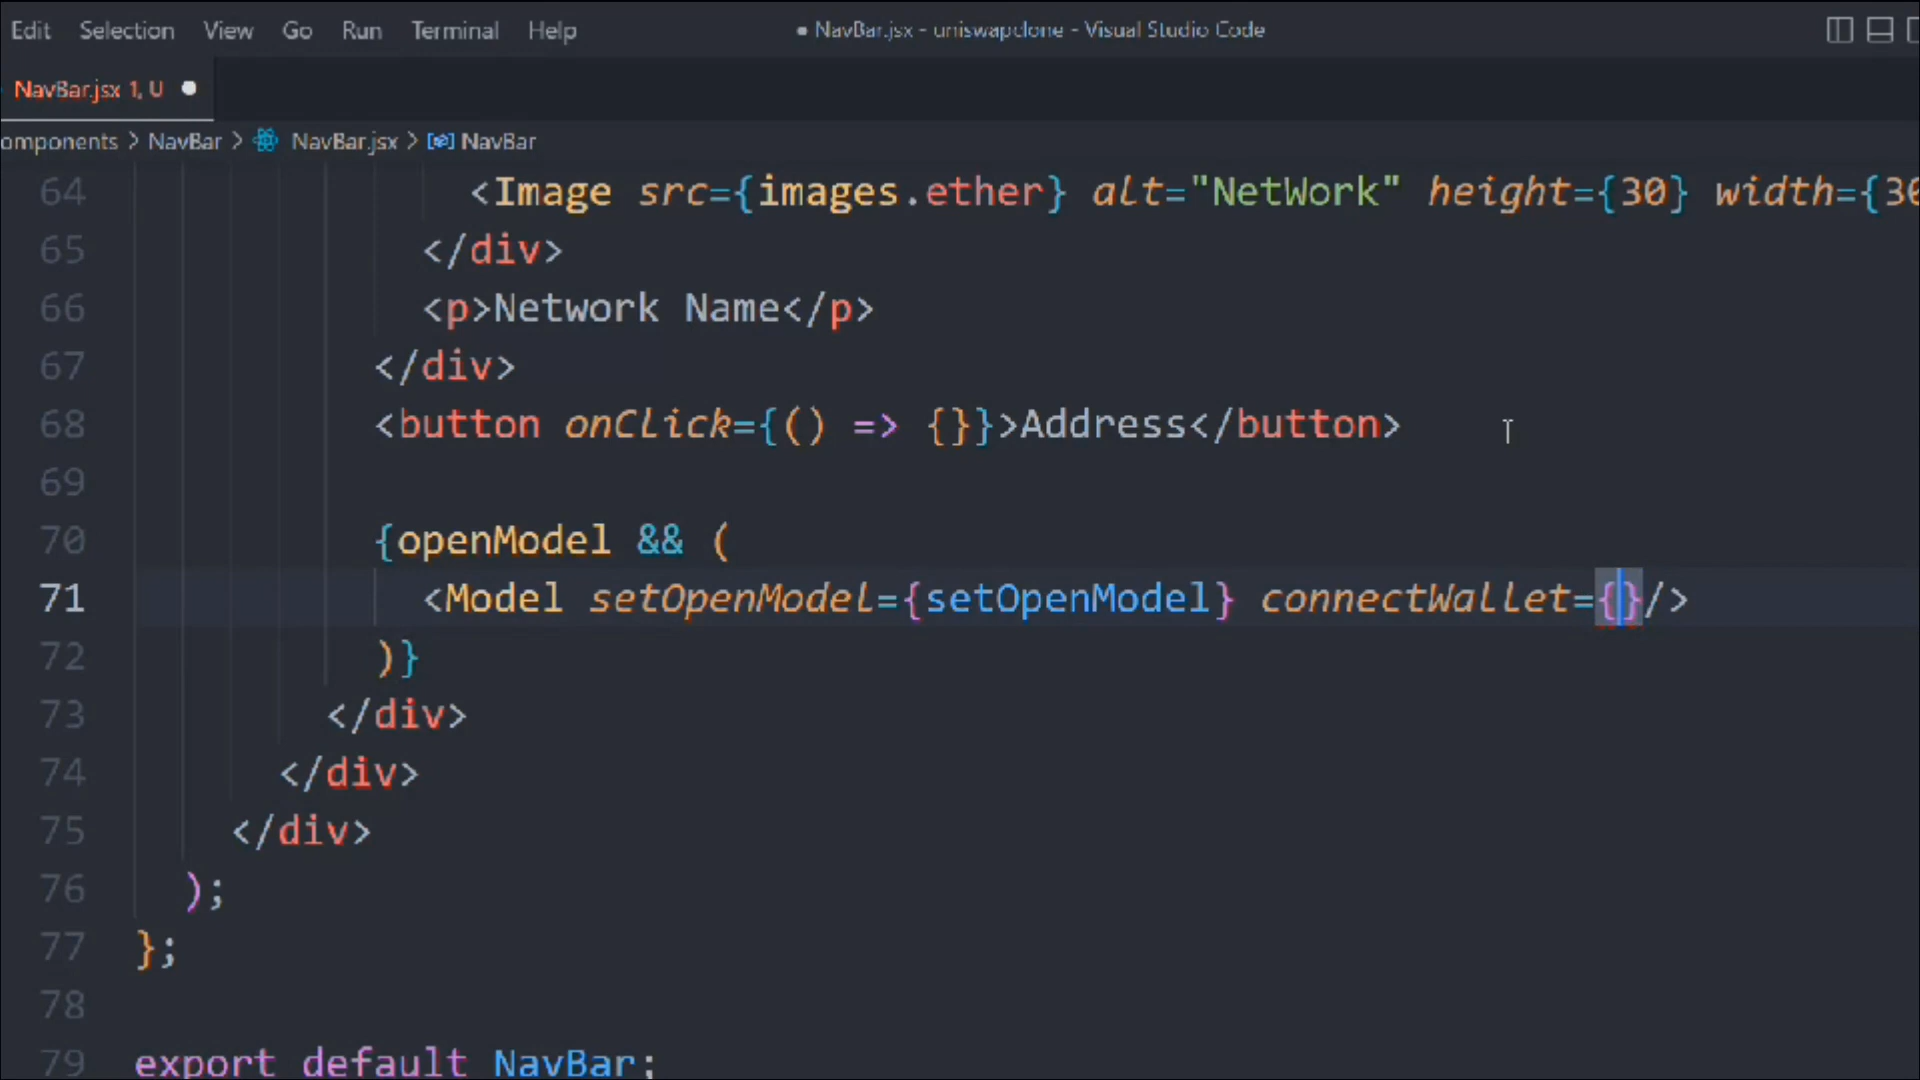 Edit Selection View Go Run Terminal Help ● NavBar.jsx - uniswapclone - Visual Studio Code
NavBar.jsx 1, U ●
omponents > NavBar > NavBar.jsx > NavBar
64 <Image src={images.ether} alt="NetWork" height={30} width={30
65 </div>
66 <p>Network Name</p>
67 </div>
68 <button onClick={() => {}}>Address</button>
69
70 {openModel && (
71 <Model setOpenModel={setOpenModel} connectWallet={}/>
72 )}
73 </div>
74 </div>
75 </div>
76 );
77 };
78
79 export default NavBar;